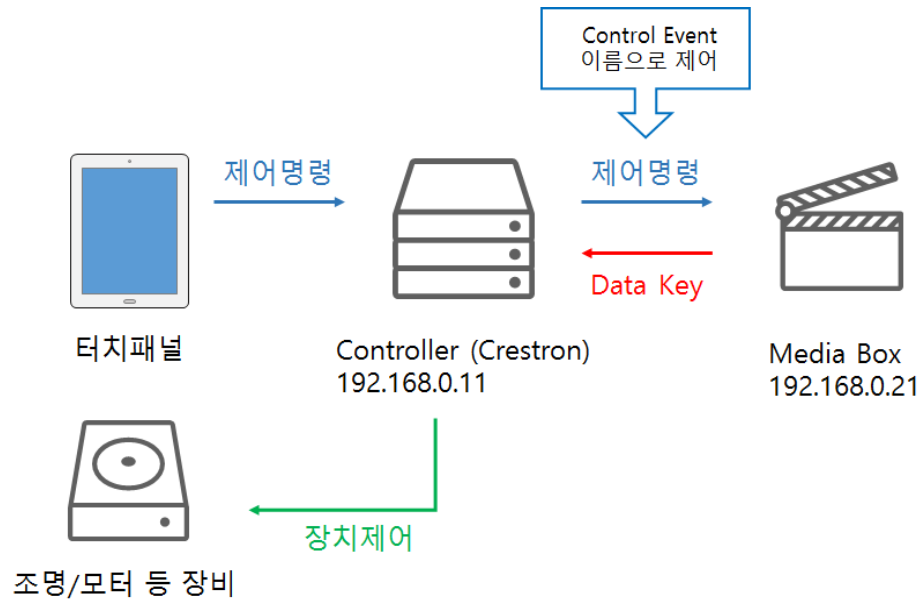 Control Event
이름으로 제어
제어명령
제어명령
Data Key
터치패널
Controller (Crestron)
192.168.0.11
Media Box
192.168.0.21
장치제어
조명/모터 등 장비